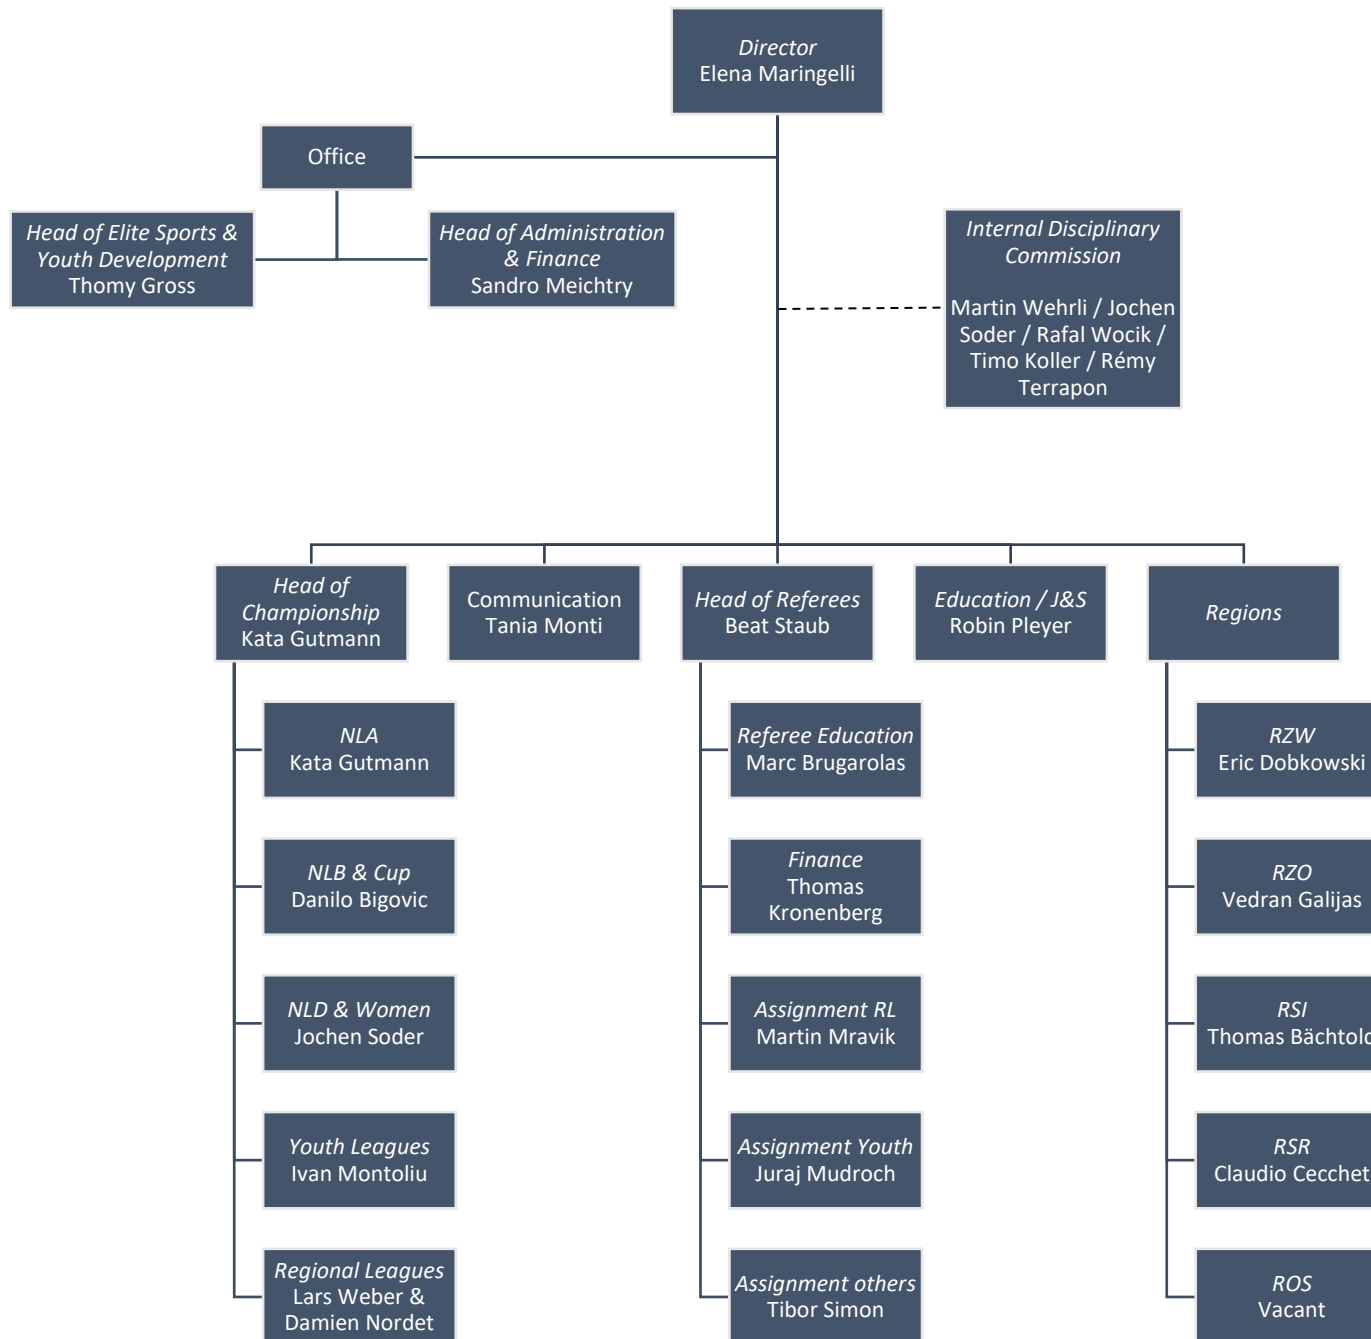 Director
Elena Maringelli
Office
Head of Elite Sports &
Youth Development
Thomy Gross
Head of Administration
& Finance
Sandro Meichtry
Internal Disciplinary
Commission
Martin Wehrli / Jochen
Soder / Rafal Wocik /
Timo Koller / Rémy
Terrapon
Head of
Championship
Kata Gutmann
Communication
Tania Monti
Head of Referees
Beat Staub
Education / J&S
Robin Pleyer
Regions
NLA
Kata Gutmann
NLB & Cup
Danilo Bigovic
NLD & Women
Jochen Soder
Youth Leagues
Ivan Montoliu
Regional Leagues
Lars Weber &
Damien Nordet
Referee Education
Marc Brugarolas
Finance
Thomas
Kronenberg
Assignment RL
Martin Mravik
Assignment Youth
Juraj Mudroch
Assignment others
Tibor Simon
RZW
Eric Dobkowski
RZO
Vedran Galijas
RSI
Thomas Bächtold
RSR
Claudio Cecchet
ROS
Vacant